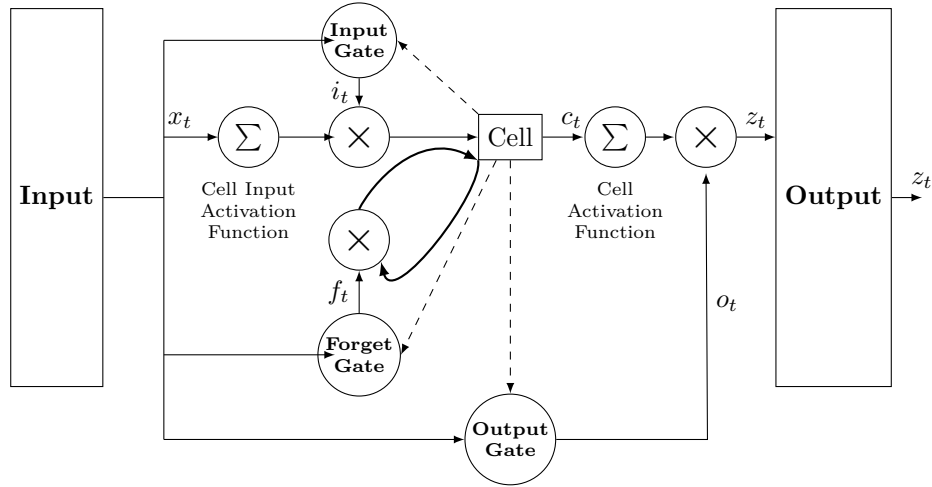 Input
Gate
i_t
x_t
∑
×
Cell
c_t
∑
×
z_t
Input
Cell Input
Activation
Function
Cell
Activation
Function
Output
z_t
×
f_t
o_t
Forget
Gate
Output
Gate